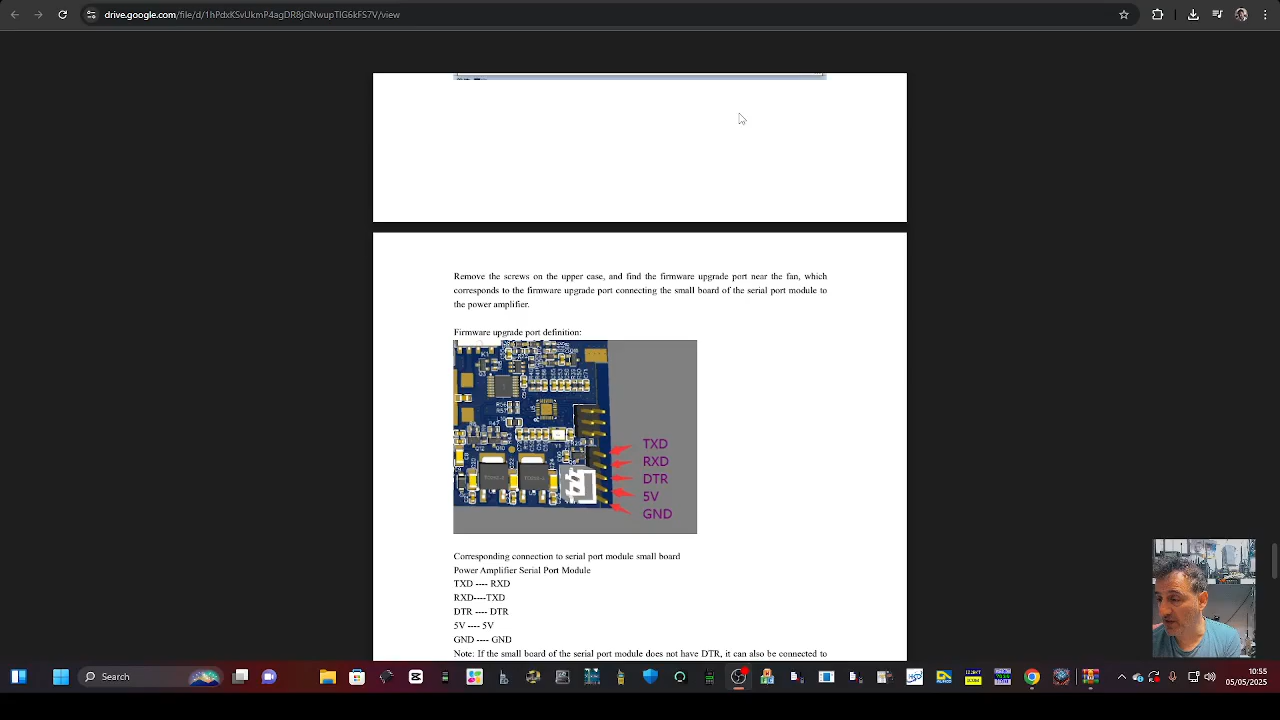 drive.google.com/file/d/1hPdxKSvUkmP4agDR8jGNwupTIG6kFS7V/view
Remove the screws on the upper case, and find the firmware upgrade port near the fan, which
corresponds to the firmware upgrade port connecting the small board of the serial port module to
the power amplifier.
Firmware upgrade port definition:
TXD
RXD
DTR
5V
GND
Corresponding connection to serial port module small board
Power Amplifier Serial Port Module
TXD ---- RXD
RXD----TXD
DTR ---- DTR
5V ---- 5V
GND ---- GND
Note: If the small board of the serial port module does not have DTR, it can also be connected to
Search
10:55
05/05/2025